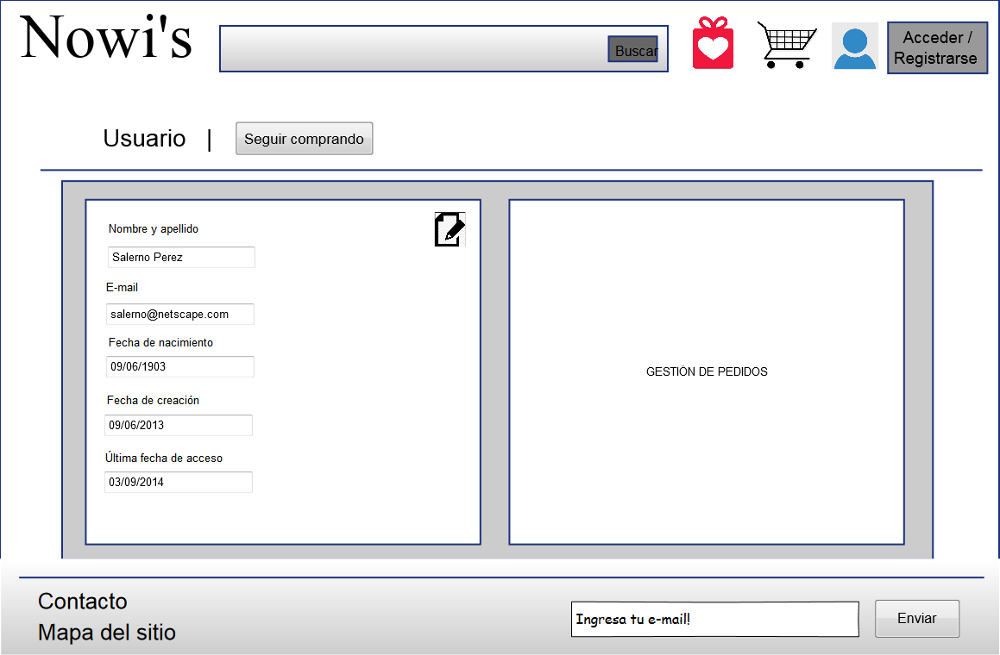 Nowi's
Buscar
Acceder /
Registrarse
Usuario |
Seguir comprando
Nombre y apellido
Salerno Perez
E-mail
salerno@netscape.com
Fecha de nacimiento
09/06/1903
Fecha de creación
09/06/2013
Última fecha de acceso
03/09/2014
GESTIÓN DE PEDIDOS
Contacto
Mapa del sitio
Ingresa tu e-mail!
Enviar